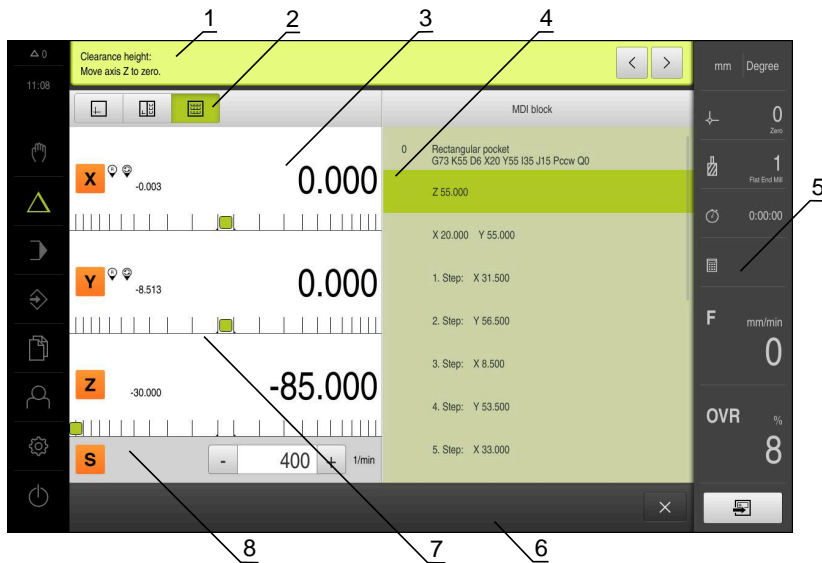 1
2
3
4
0
11:08
Clearance height:
Move axis Z to zero.
< >
mm Degree
MDI block
0
Zero
1
Flat End Mill
0:00:00
F mm/min
0
OVR %
8
X -0.003 0.000
Y -8.513 0.000
Z -30.000 -85.000
S - 400 + 1/min
0 Rectangular pocket
G73 K55 D6 X20 Y55 I35 J15 Pccw Q0
Z 55.000
X 20.000 Y 55.000
1. Step: X 31.500
2. Step: Y 56.500
3. Step: X 8.500
4. Step: Y 53.500
5. Step: X 33.000
5
8
7
6